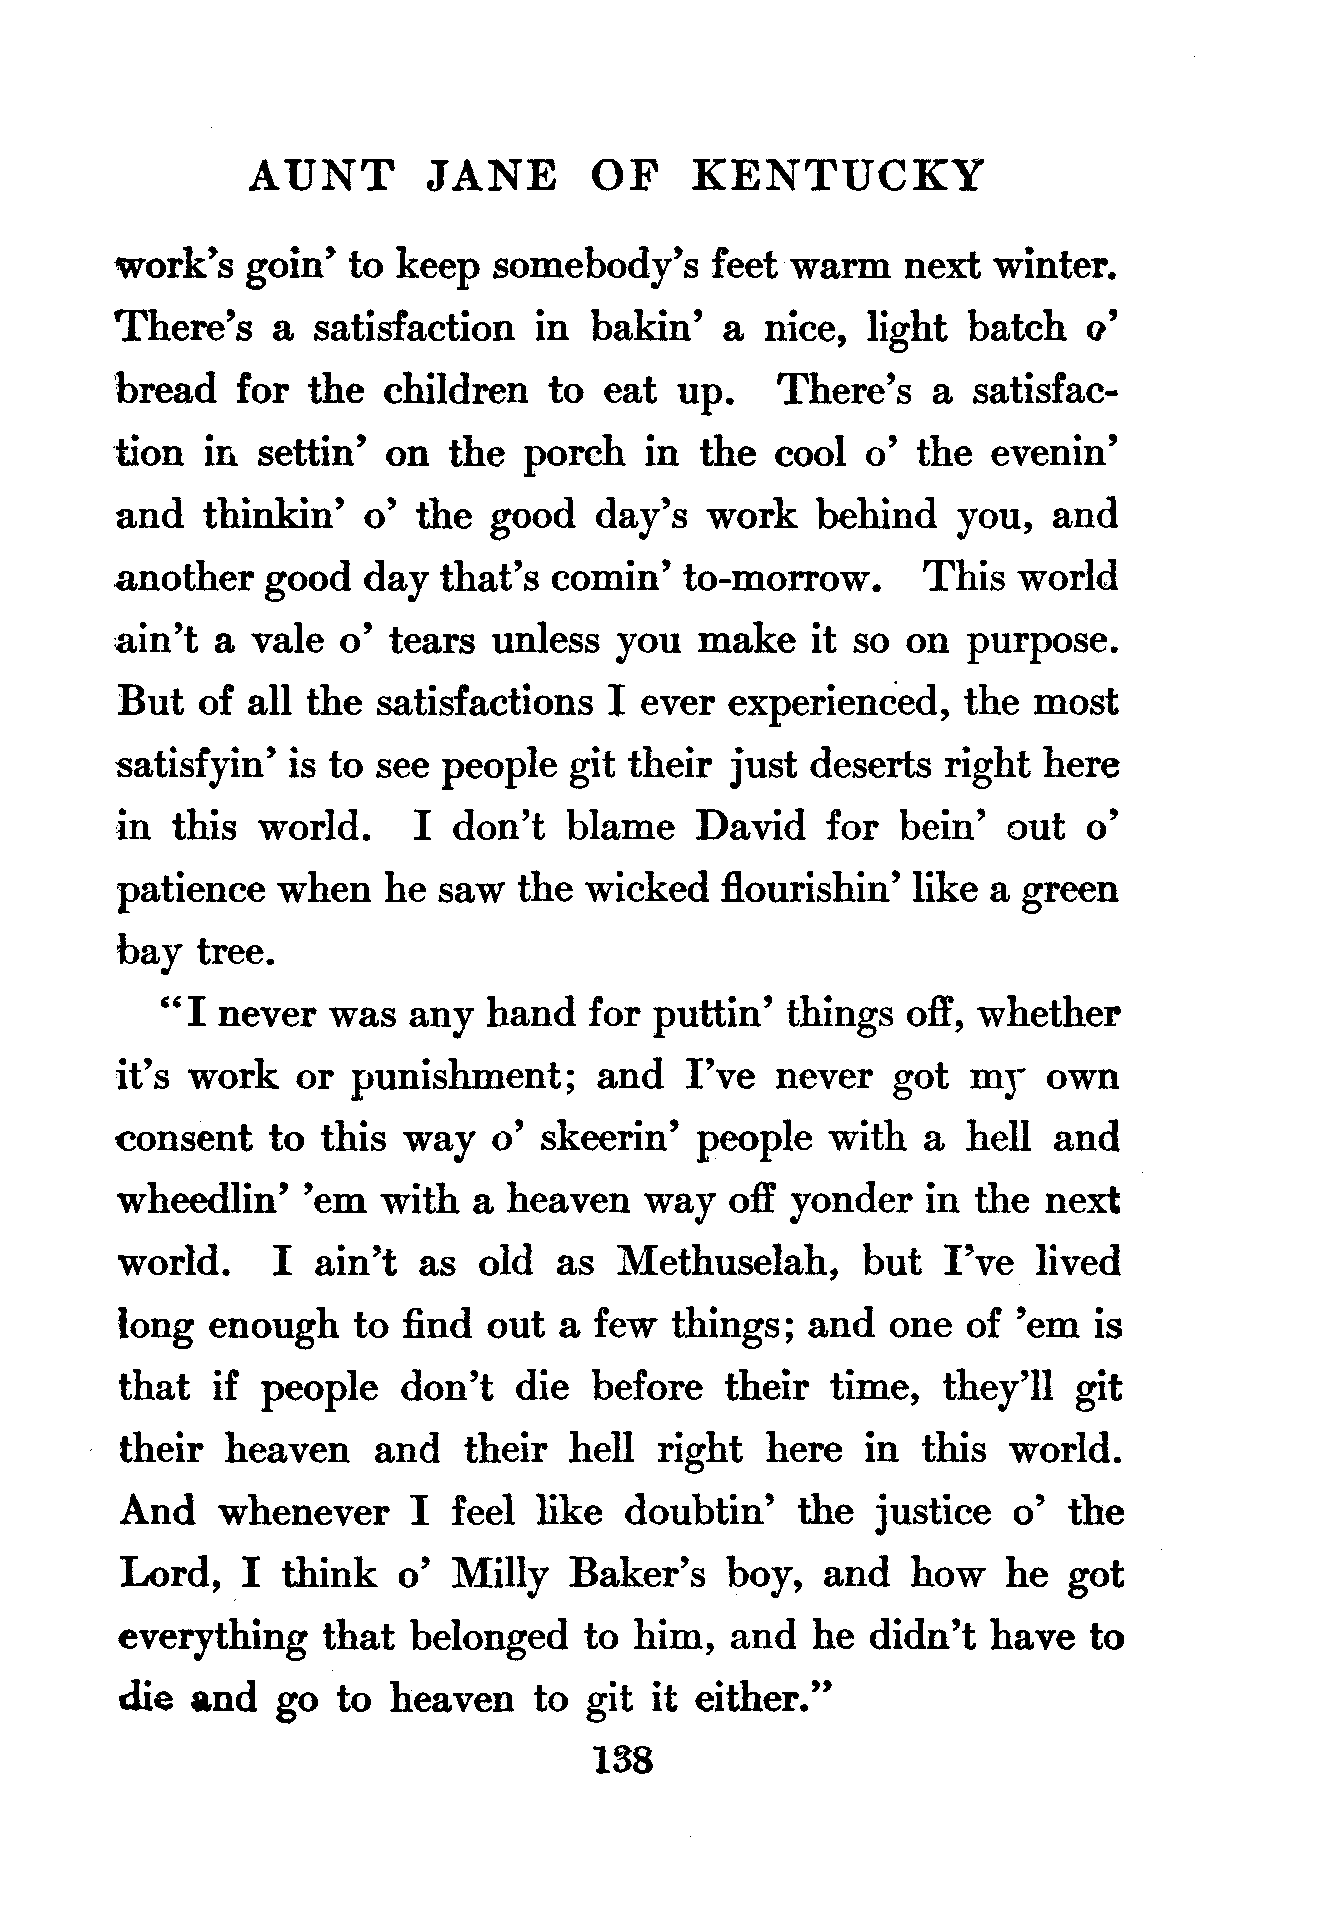 AUNT JANE OF KENTUCKY
work's goin' to keep somebody's feet warm next winter.
There's a satisfaction in bakin' a nice, light batch o'
bread for the children to eat up. There's a satisfac-
tion in settin' on the porch in the cool o' the evenin'
and thinkin' o' the good day's work behind you, and
another good day that's comin' to-morrow. This world
ain't a vale o' tears unless you make it so on purpose.
But of all the satisfactions I ever experienced, the most
satisfyin' is to see people git their just deserts right here
in this world. I don't blame David for bein' out o'
patience when he saw the wicked flourishin' like a green
bay tree.
"I never was any hand for puttin' things off, whether
it's work or punishment; and I've never got my own
consent to this way o' skeerin' people with a hell and
wheedlin' 'em with a heaven way off yonder in the next
world. I ain't as old as Methuselah, but I've lived
long enough to find out a few things; and one of 'em is
that if people don't die before their time, they'll git
their heaven and their hell right here in this world.
And whenever I feel like doubtin' the justice o' the
Lord, I think o' Milly Baker's boy, and how he got
everything that belonged to him, and he didn't have to
die and go to heaven to git it either."
138